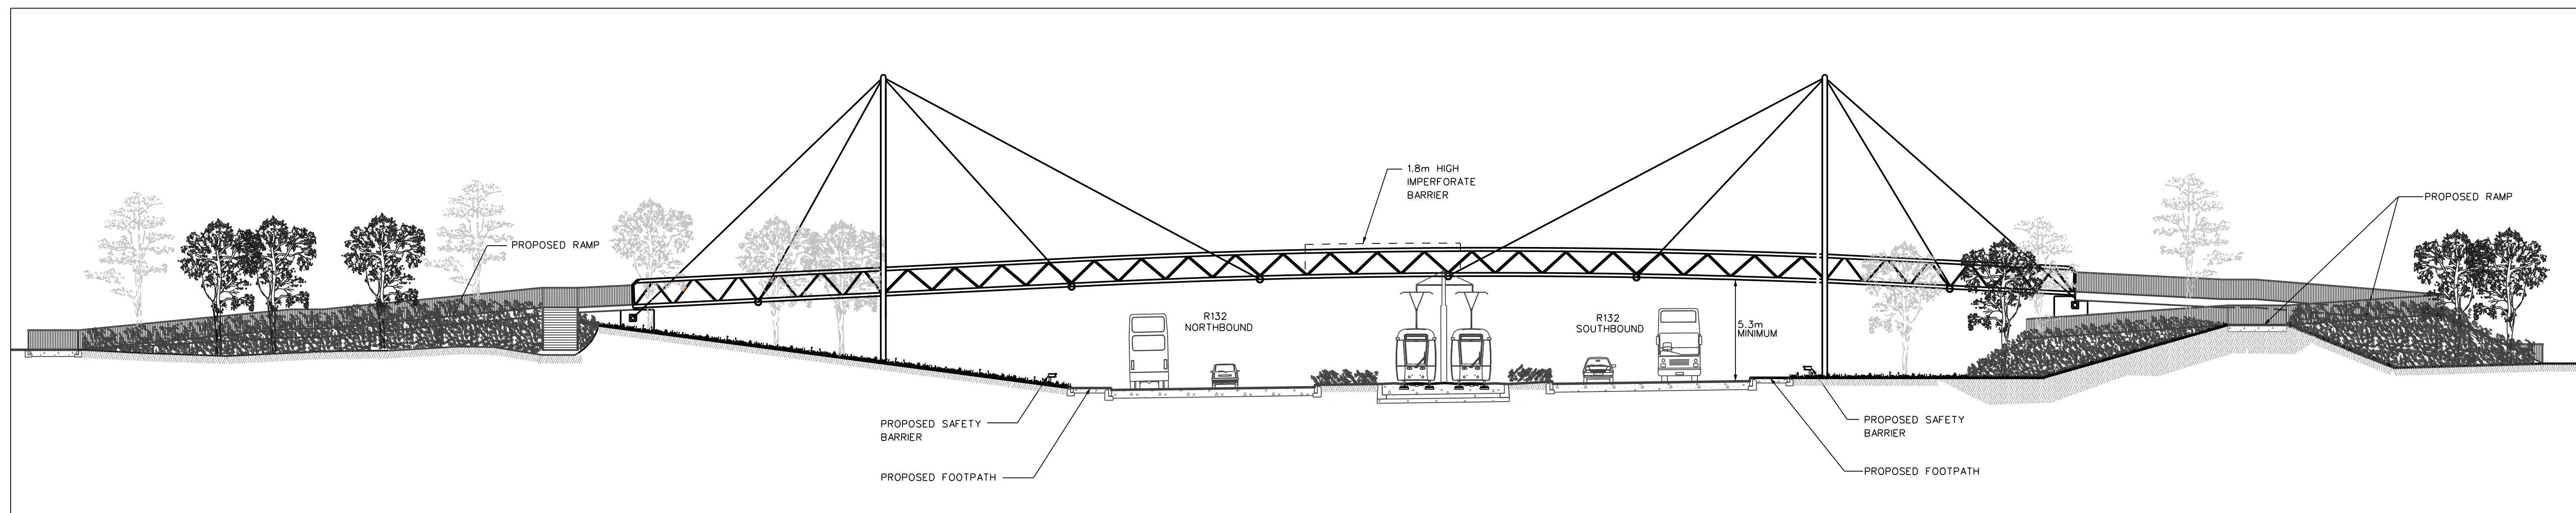 1.8m HIGH
IMPERFORATE
BARRIER
PROPOSED RAMP
PROPOSED RAMP
R132
NORTHBOUND
R132
SOUTHBOUND
5.3m
MINIMUM
PROPOSED SAFETY
BARRIER
PROPOSED FOOTPATH
PROPOSED SAFETY
BARRIER
PROPOSED FOOTPATH